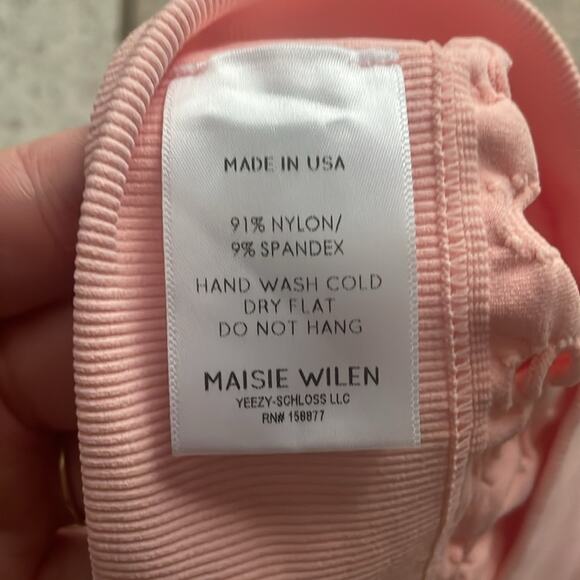 MADE IN USA
91% NYLON/
9% SPANDEX
HAND WASH COLD
DRY FLAT
DO NOT HANG
MAISIE WILEN
YEEZY-SCHLOSS LLC
RN# 158877